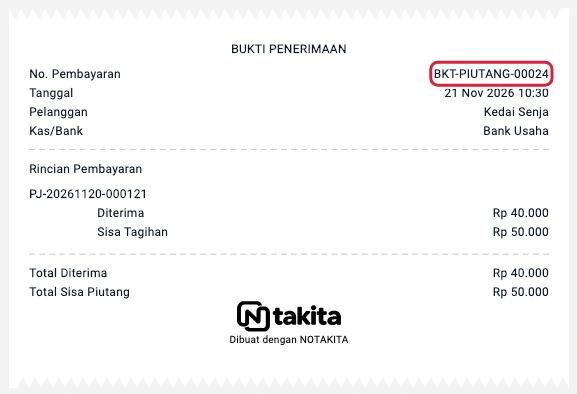 BUKTI PENERIMAAN
No. Pembayaran BKT-PIUTANG-00024
Tanggal 21 Nov 2026 10:30
Pelanggan Kedai Senja
Kas/Bank Bank Usaha
Rincian Pembayaran
PJ-20261120-000121
Diterima Rp 40.000
Sisa Tagihan Rp 50.000
Total Diterima Rp 40.000
Total Sisa Piutang Rp 50.000
N takita
Dibuat dengan NOTAKITA